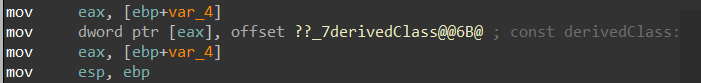 mov eax, [ebp+var_4]
mov dword ptr [eax], offset ??_7derivedClass@@6B@ ; const derivedClass:
mov eax, [ebp+var_4]
mov esp, ebp